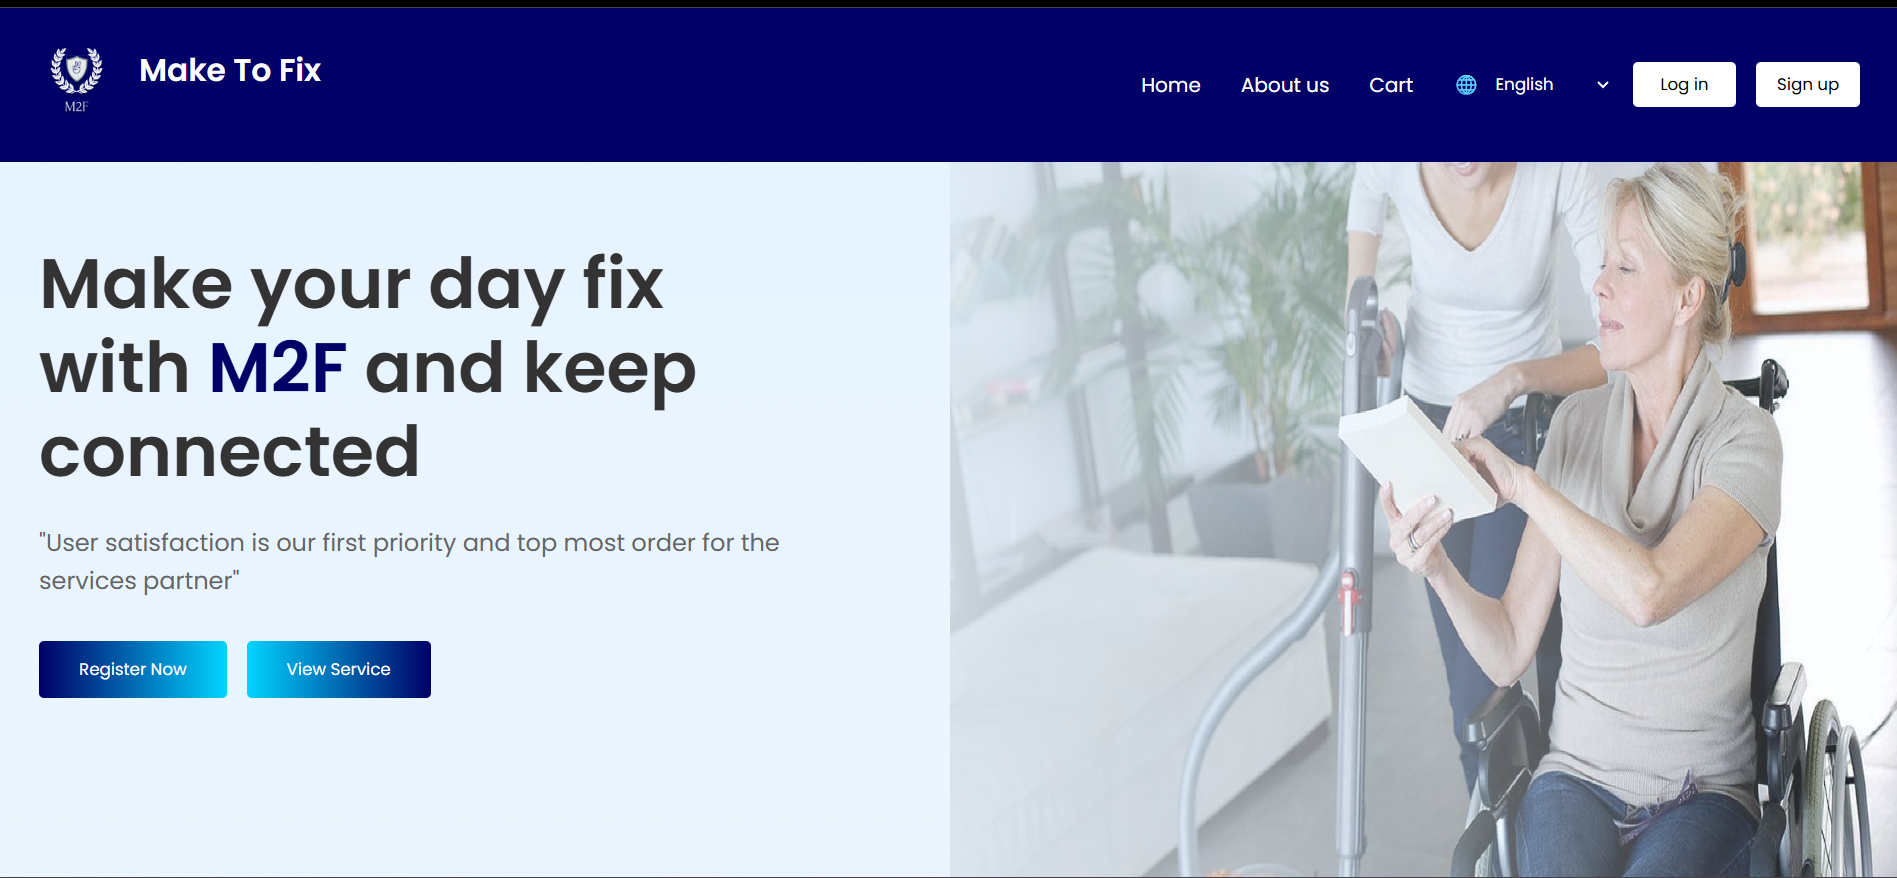 M2F
Make To Fix
Home
About us
Cart
English
Log in
Sign up
Make your day fix
with M2F and keep
connected
"User satisfaction is our first priority and top most order for the
services partner"
Register Now
View Service